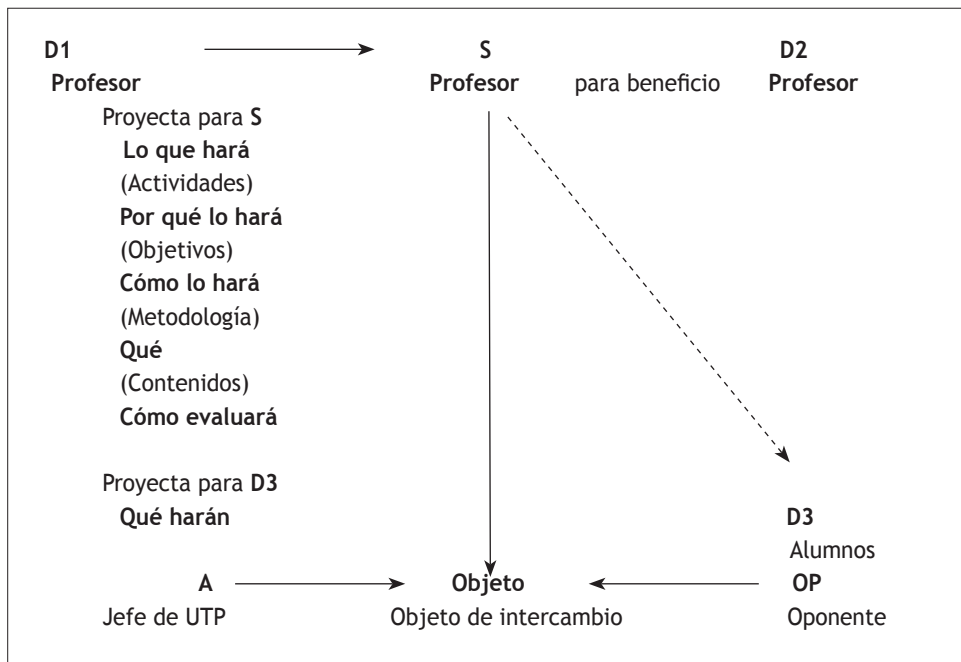 D1 S D2
Profesor Profesor para beneficio Profesor
Proyecta para S
Lo que hará
(Actividades)
Por qué lo hará
(Objetivos)
Cómo lo hará
(Metodología)
Qué
(Contenidos)
Cómo evaluará
Proyecta para D3
Qué harán D3
Alumnos
A Objeto OP
Jefe de UTP Objeto de intercambio Oponente